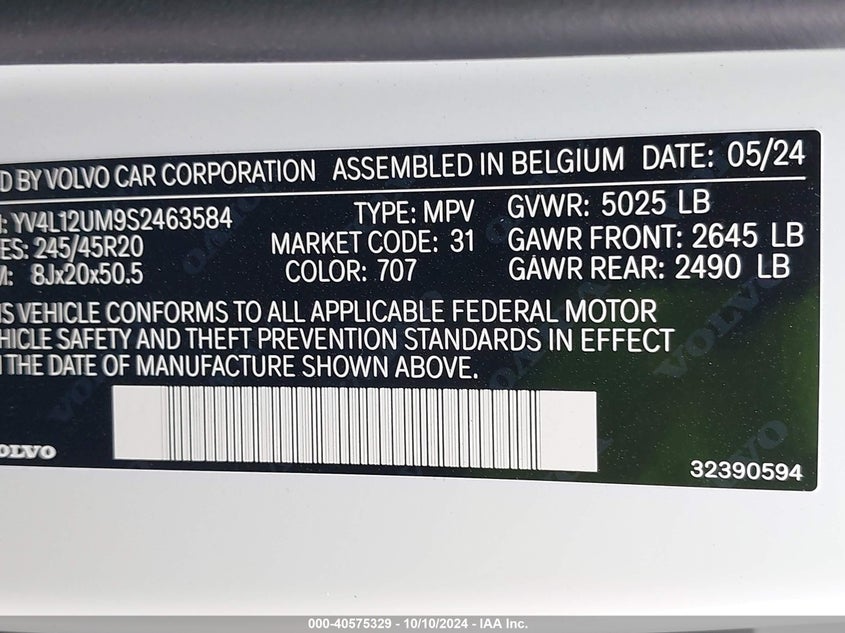 D BY VOLVO CAR CORPORATION ASSEMBLED IN BELGIUM DATE: 05/24
: YV4L12UM9S2463584 TYPE: MPV GVWR: 5025 LB
ES: 245/45R20 MARKET CODE: 31 GAWR FRONT: 2645 LB
M: 8Jx20x50.5 COLOR: 707 GAWR REAR: 2490 LB
S VEHICLE CONFORMS TO ALL APPLICABLE FEDERAL MOTOR
HICLE SAFETY AND THEFT PREVENTION STANDARDS IN EFFECT
THE DATE OF MANUFACTURE SHOWN ABOVE.
OLVO
32390594
000-40575329 - 10/10/2024 - IAA Inc.